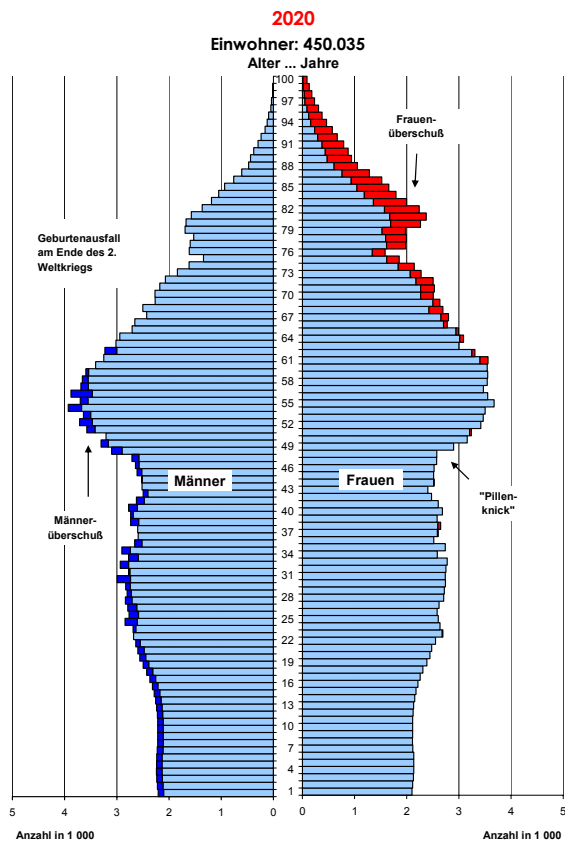 2020
Einwohner: 450.035
Alter ... Jahre
100
97
94
91
88
85
82
79
76
73
70
67
64
61
58
55
52
49
46
43
40
37
34
31
28
25
22
19
16
13
10
7
4
1
Frauen-
überschuß
Geburtenausfall
am Ende des 2.
Weltkriegs
Männer
Frauen
"Pillen-
knick"
Männer-
überschuß
5 4 3 2 1 0 0 1 2 3 4 5
Anzahl in 1 000 Anzahl in 1 000